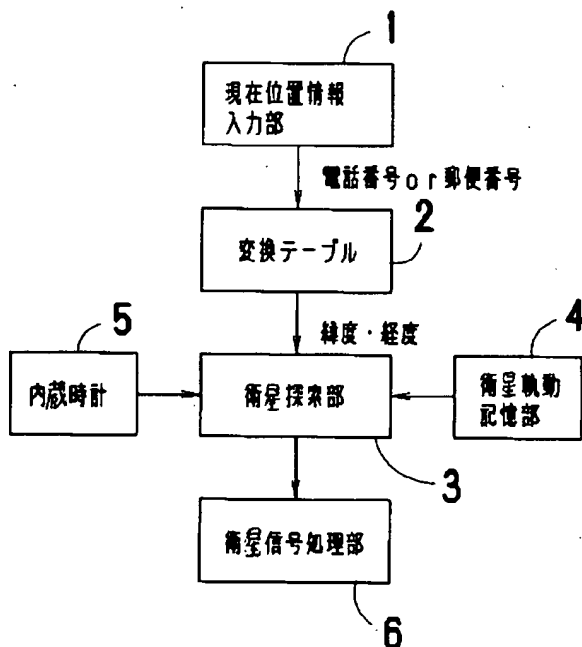 1
現在位置情報
入力部
電話番号or郵便番号
2
変換テーブル
緯度・経度
5
4
内蔵時計
衛星探索部
衛星軌動
記憶部
3
衛星信号処理部
6